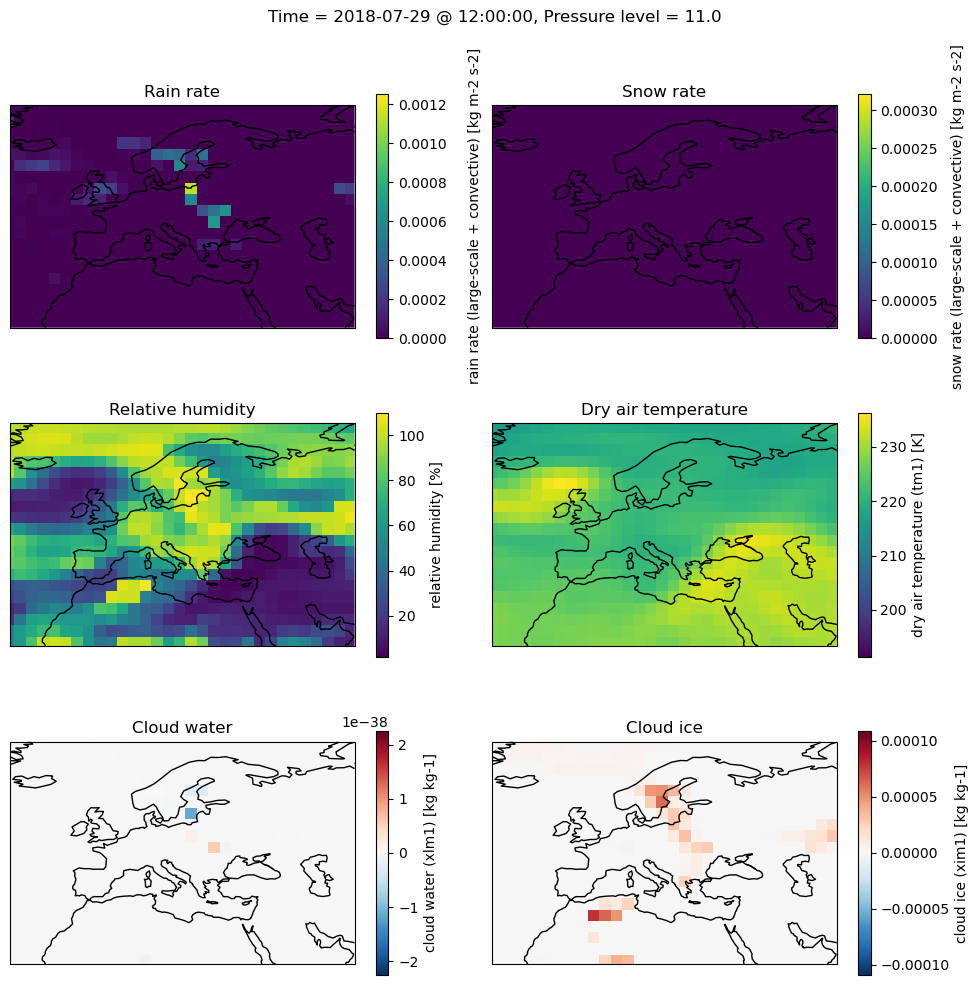 Time = 2018-07-29 @ 12:00:00, Pressure level = 11.0
Rain rate
0.0012
0.0010
0.0008
0.0006
0.0004
0.0002
0.0000
rain rate (large-scale + convective) [kg m-2 s-2]
Snow rate
0.00030
0.00025
0.00020
0.00015
0.00010
0.00005
0.00000
snow rate (large-scale + convective) [kg m-2 s-2]
Relative humidity
100
80
60
40
20
relative humidity [%]
Dry air temperature
230
220
210
200
dry air temperature (tm1) [K]
Cloud water
1e−38
2
1
0
−1
−2
cloud water (xlm1) [kg kg-1]
Cloud ice
0.00010
0.00005
0.00000
−0.00005
−0.00010
cloud ice (xim1) [kg kg-1]